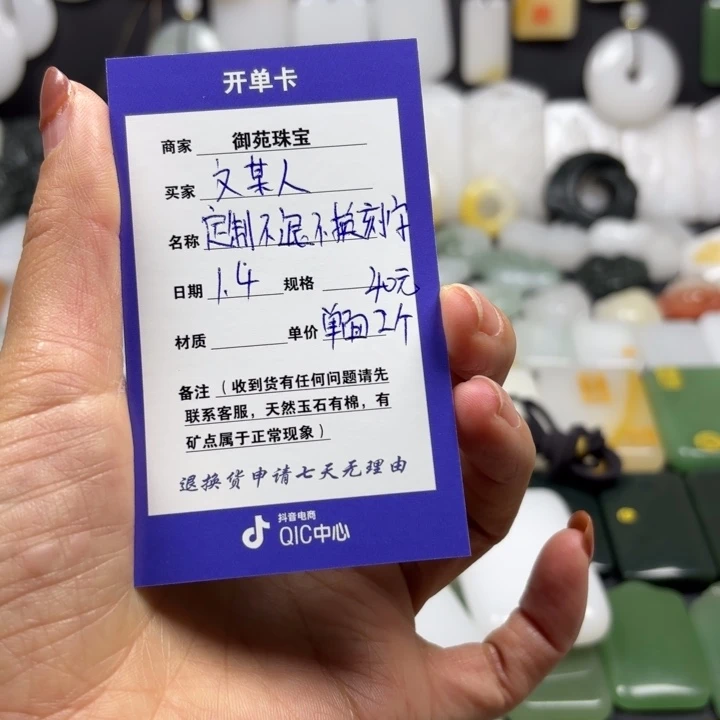 开单卡
商家 御苑珠宝
买家 文某人
名称 定制不退不换刻字
日期 1.4 规格 40元
材质 单价 单面2个
备注（收到货有任何问题请先
联系客服，天然玉石有棉，有
矿点属于正常现象）
退换货申请七天无理由
抖音电商
QIC中心